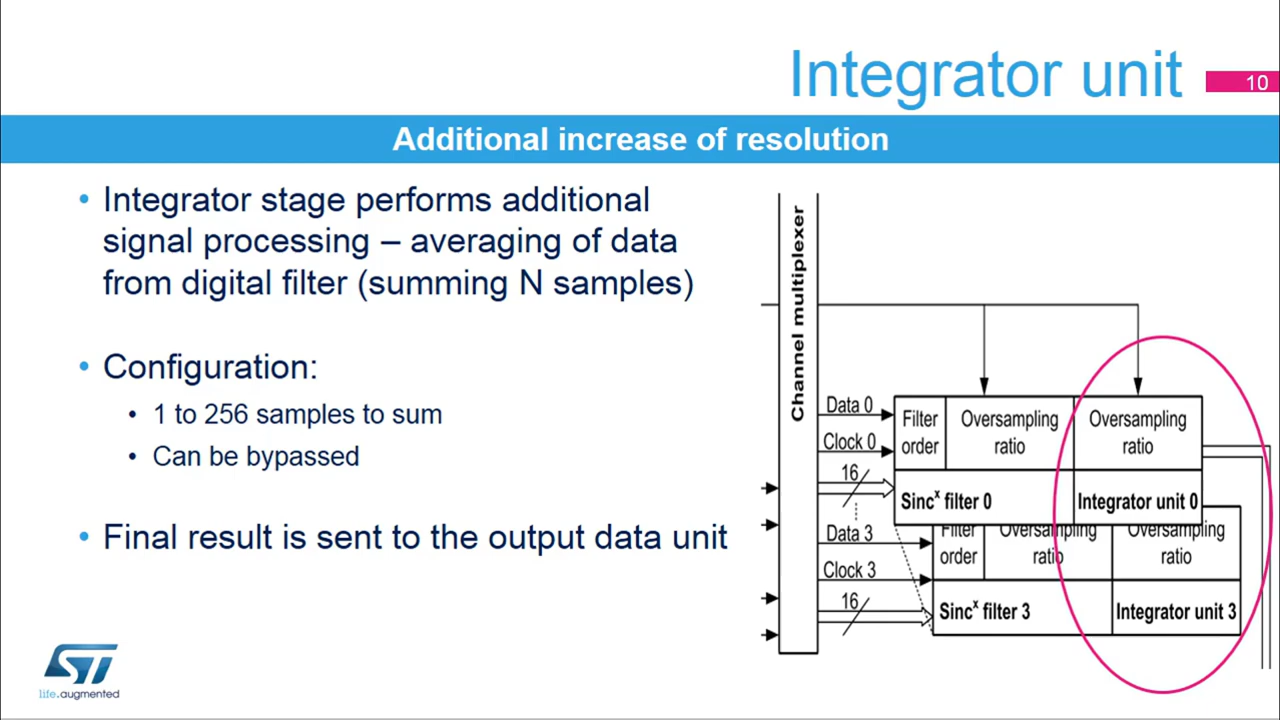 Integrator unit
10
Additional increase of resolution
• Integrator stage performs additional
signal processing – averaging of data
from digital filter (summing N samples)
• Configuration:
• 1 to 256 samples to sum
• Can be bypassed
• Final result is sent to the output data unit
Channel multiplexer
Data 0
Clock 0
16
Filter
order
Oversampling
ratio
Oversampling
ratio
Sincˣ filter 0
Integrator unit 0
Data 3
Clock 3
16
Filter
order
Oversampling
ratio
Oversampling
ratio
Sincˣ filter 3
Integrator unit 3
ST
life.augmented